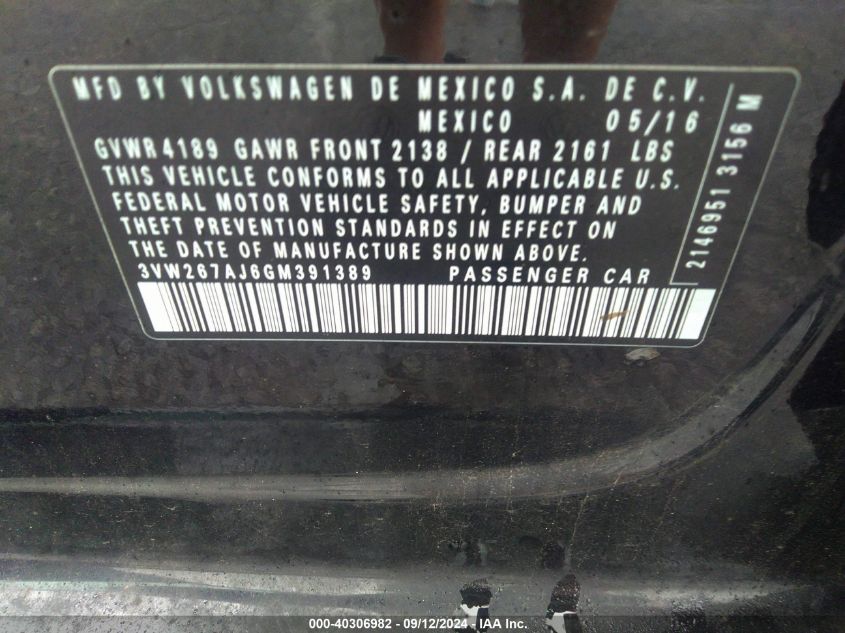 MFD BY VOLKSWAGEN DE MEXICO S.A. DE C.V.
MEXICO 05/16
GVWR 4189 GAWR FRONT 2138 / REAR 2161 LBS
THIS VEHICLE CONFORMS TO ALL APPLICABLE U.S.
FEDERAL MOTOR VEHICLE SAFETY, BUMPER AND
THEFT PREVENTION STANDARDS IN EFFECT ON
THE DATE OF MANUFACTURE SHOWN ABOVE.
3VW267AJ6GM391389 PASSENGER CAR
2146951 3156 M
000-40306982 - 09/12/2024 - IAA Inc.